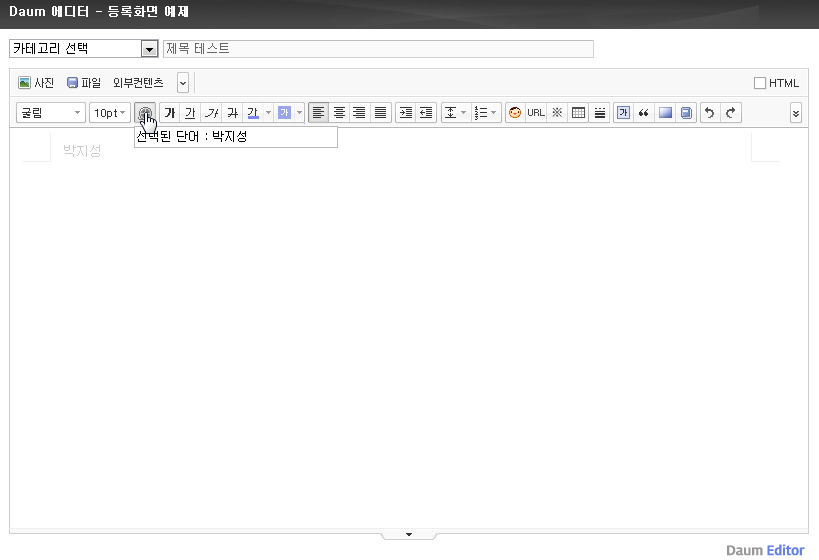 Daum 에디터 - 등록화면 예제
카테고리 선택 제목 테스트
사진 파일 외부컨텐츠 HTML
굴림 10pt 가 가 가 가 가 가 URL ※ 가 “
선택된 단어 : 박지성
박지성
Daum Editor